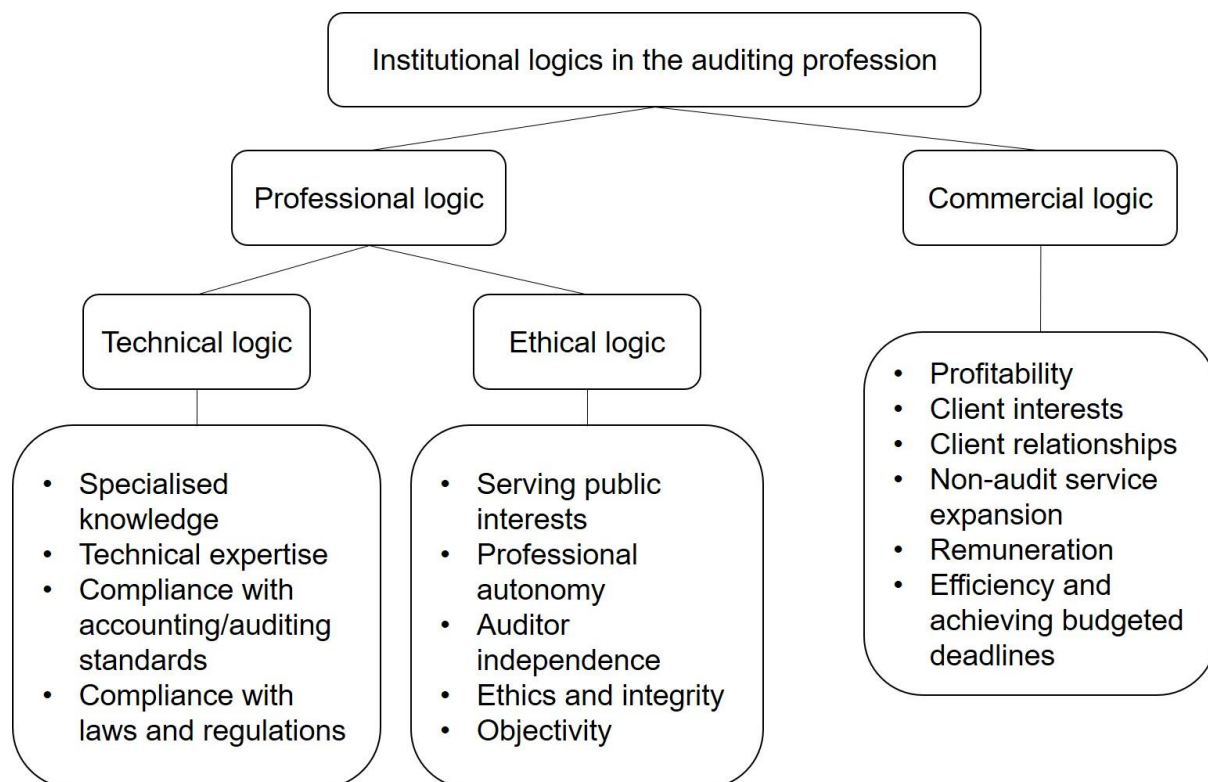 Institutional logics in the auditing profession
Professional logic
Commercial logic
Technical logic
Ethical logic
• Specialised
knowledge
• Technical expertise
• Compliance with
accounting/auditing
standards
• Compliance with
laws and regulations
• Serving public
interests
• Professional
autonomy
• Auditor
independence
• Ethics and integrity
• Objectivity
• Profitability
• Client interests
• Client relationships
• Non-audit service
expansion
• Remuneration
• Efficiency and
achieving budgeted
deadlines